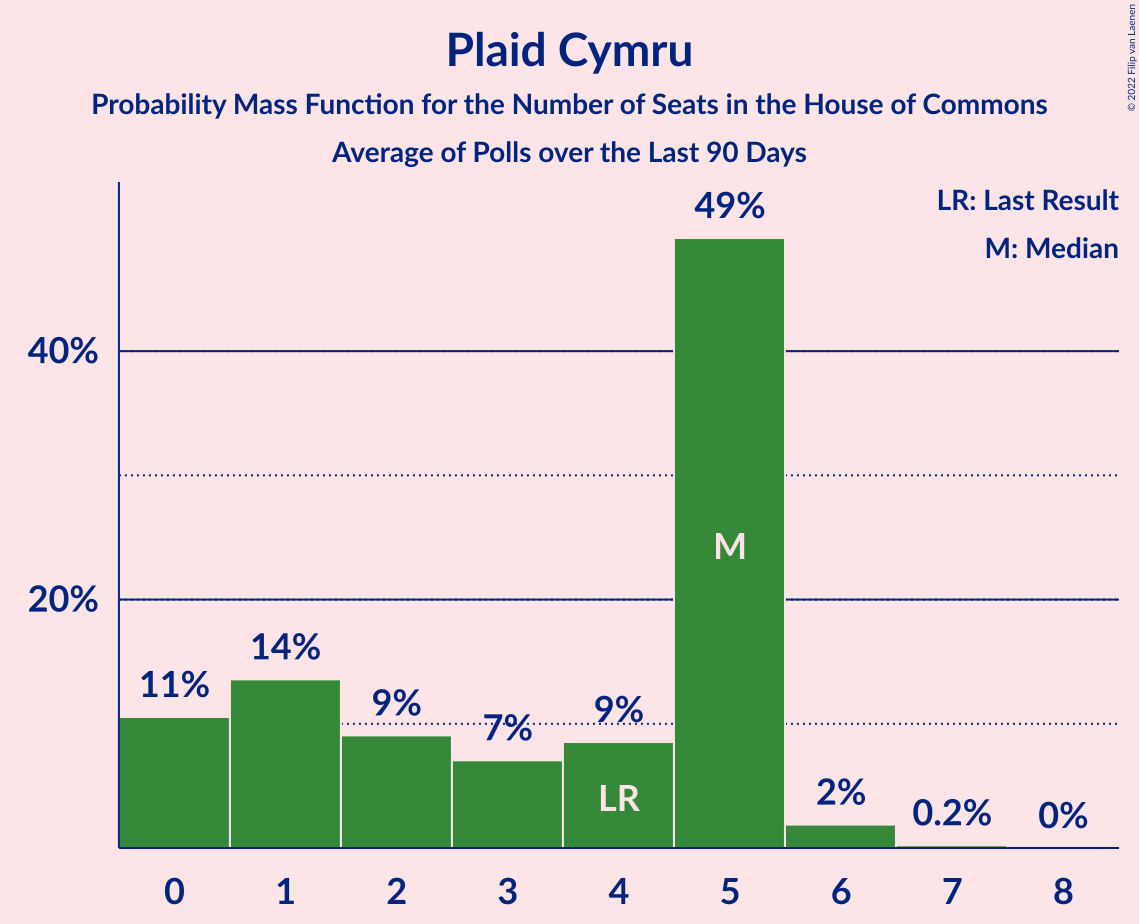 Plaid Cymru
Probability Mass Function for the Number of Seats in the House of Commons
Average of Polls over the Last 90 Days
© 2022 Filip van Laenen
LR: Last Result
M: Median
40%
20%
11%
14%
9%
7%
9%
49%
2%
0.2%
0%
LR
M
0 1 2 3 4 5 6 7 8